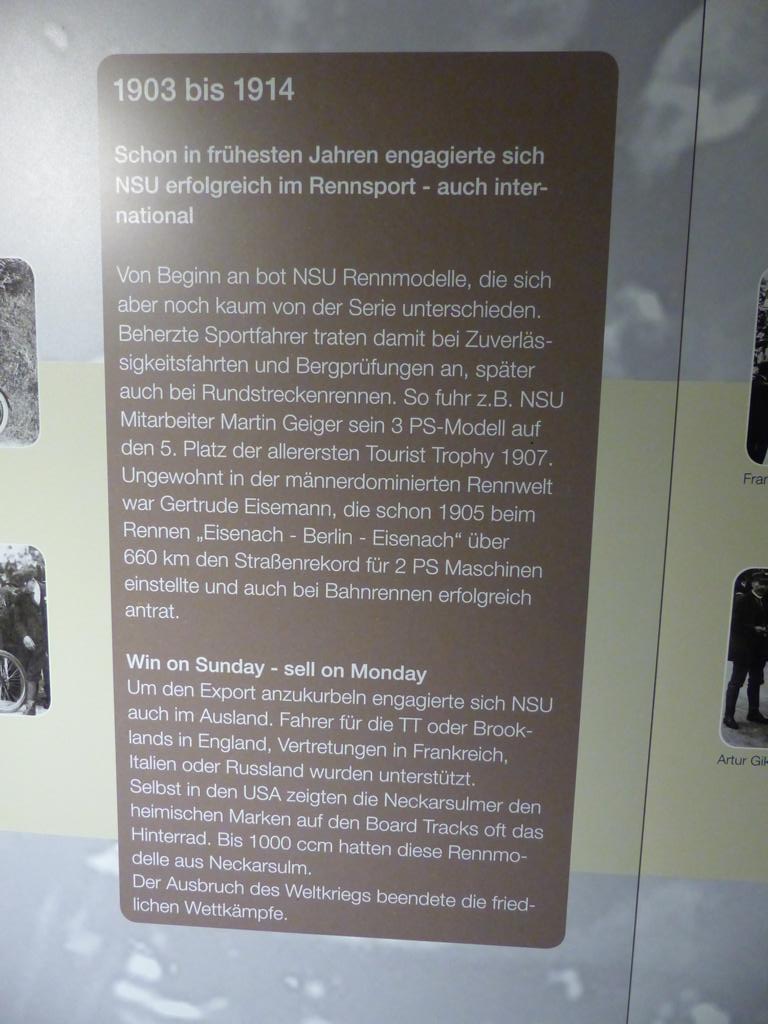 1903 bis 1914
Schon in frühesten Jahren engagierte sich
NSU erfolgreich im Rennsport - auch inter-
national
Von Beginn an bot NSU Rennmodelle, die sich
aber noch kaum von der Serie unterschieden.
Beherzte Sportfahrer traten damit bei Zuverläs-
sigkeitsfahrten und Bergprüfungen an, später
auch bei Rundstreckenrennen. So fuhr z.B. NSU
Mitarbeiter Martin Geiger sein 3 PS-Modell auf
den 5. Platz der allerersten Tourist Trophy 1907.
Ungewohnt in der männerdominierten Rennwelt
war Gertrude Eisemann, die schon 1905 beim
Rennen „Eisenach - Berlin - Eisenach“ über
660 km den Straßenrekord für 2 PS Maschinen
einstellte und auch bei Bahnrennen erfolgreich
antrat.
Win on Sunday - sell on Monday
Um den Export anzukurbeln engagierte sich NSU
auch im Ausland. Fahrer für die TT oder Brook-
lands in England, Vertretungen in Frankreich,
Italien oder Russland wurden unterstützt.
Selbst in den USA zeigten die Neckarsulmer den
heimischen Marken auf den Board Tracks oft das
Hinterrad. Bis 1000 ccm hatten diese Rennmo-
delle aus Neckarsulm.
Der Ausbruch des Weltkriegs beendete die fried-
lichen Wettkämpfe.
Fran
Artur Gik